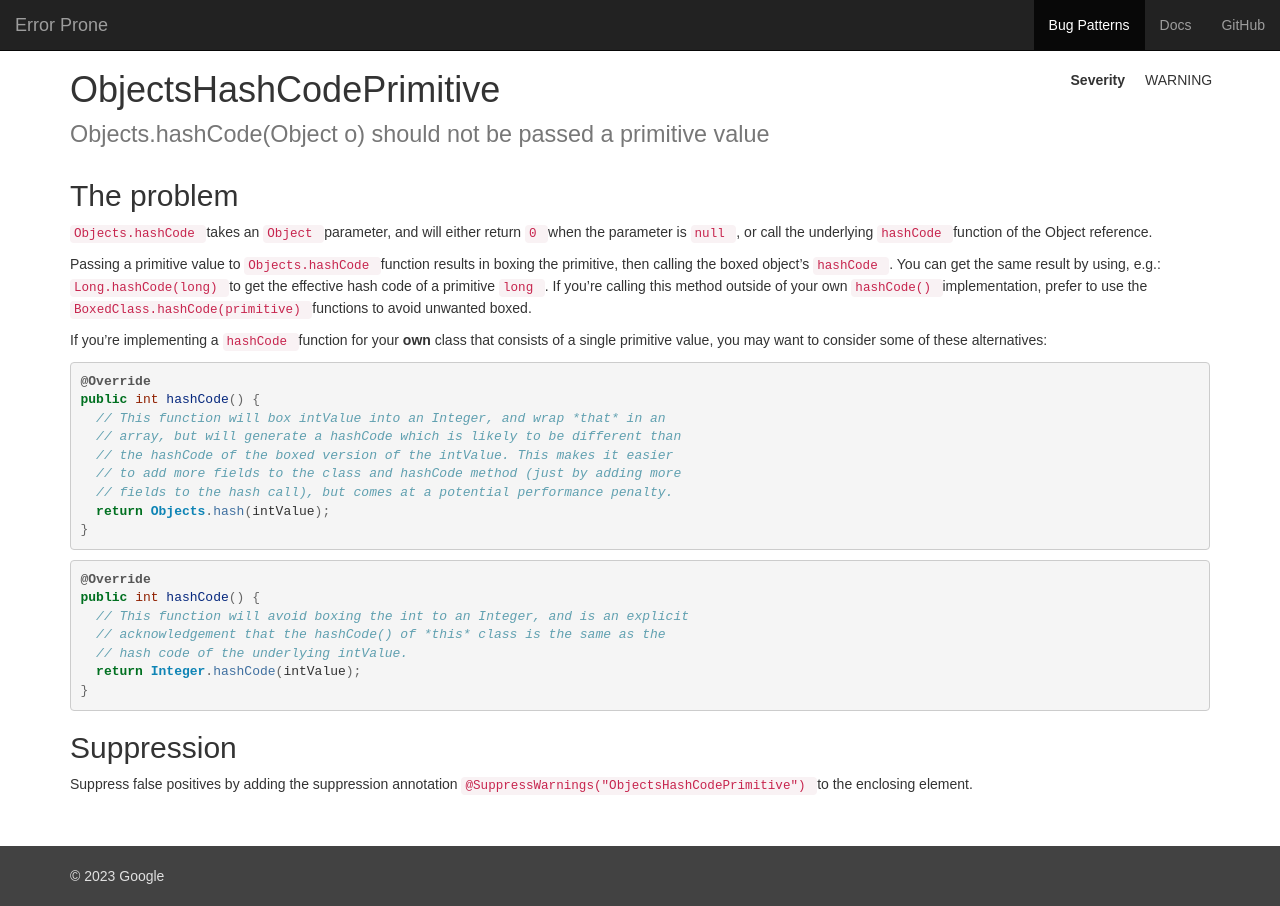 Error Prone
Bug Patterns
Docs
GitHub
ObjectsHashCodePrimitive
Severity WARNING
Objects.hashCode(Object o) should not be passed a primitive value
The problem
Objects.hashCode takes an Object parameter, and will either return 0 when the parameter is null , or call the underlying hashCode function of the Object reference.
Passing a primitive value to Objects.hashCode function results in boxing the primitive, then calling the boxed object’s hashCode . You can get the same result by using, e.g.:
Long.hashCode(long) to get the effective hash code of a primitive long . If you’re calling this method outside of your own hashCode() implementation, prefer to use the
BoxedClass.hashCode(primitive) functions to avoid unwanted boxed.
If you’re implementing a hashCode function for your own class that consists of a single primitive value, you may want to consider some of these alternatives:
@Override
public int hashCode() {
  // This function will box intValue into an Integer, and wrap *that* in an
  // array, but will generate a hashCode which is likely to be different than
  // the hashCode of the boxed version of the intValue. This makes it easier
  // to add more fields to the class and hashCode method (just by adding more
  // fields to the hash call), but comes at a potential performance penalty.
  return Objects.hash(intValue);
}
@Override
public int hashCode() {
  // This function will avoid boxing the int to an Integer, and is an explicit
  // acknowledgement that the hashCode() of *this* class is the same as the
  // hash code of the underlying intValue.
  return Integer.hashCode(intValue);
}
Suppression
Suppress false positives by adding the suppression annotation @SuppressWarnings("ObjectsHashCodePrimitive") to the enclosing element.
© 2023 Google